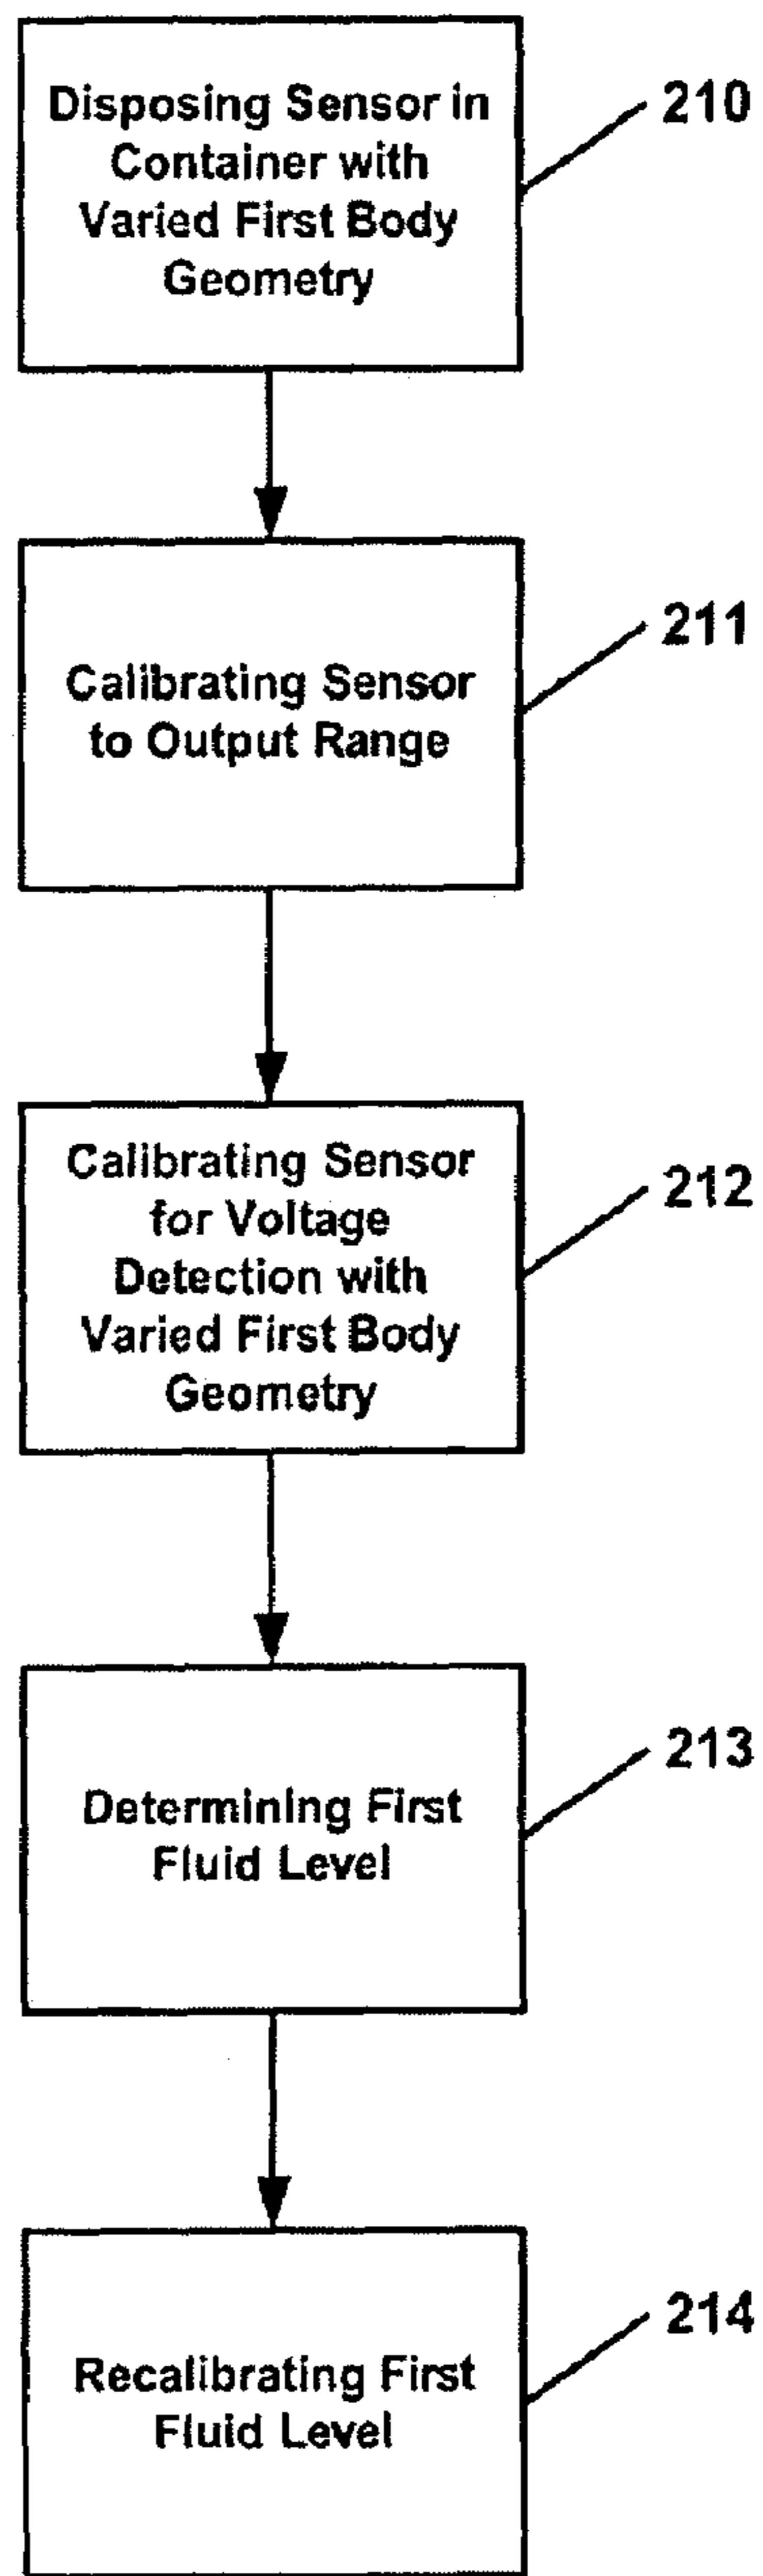 Disposing Sensor in
Container with
Varied First Body
Geometry
210
Calibrating Sensor
to Output Range
211
Calibrating Sensor
for Voltage
Detection with
Varied First Body
Geometry
212
Determining First
Fluid Level
213
Recalibrating First
Fluid Level
214